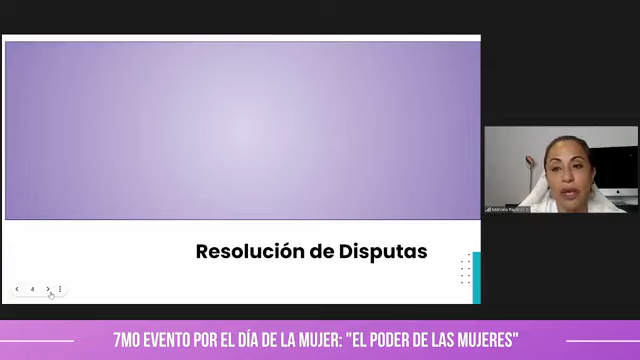 Resolución de Disputas
4
7MO EVENTO POR EL DÍA DE LA MUJER: "EL PODER DE LAS MUJERES"